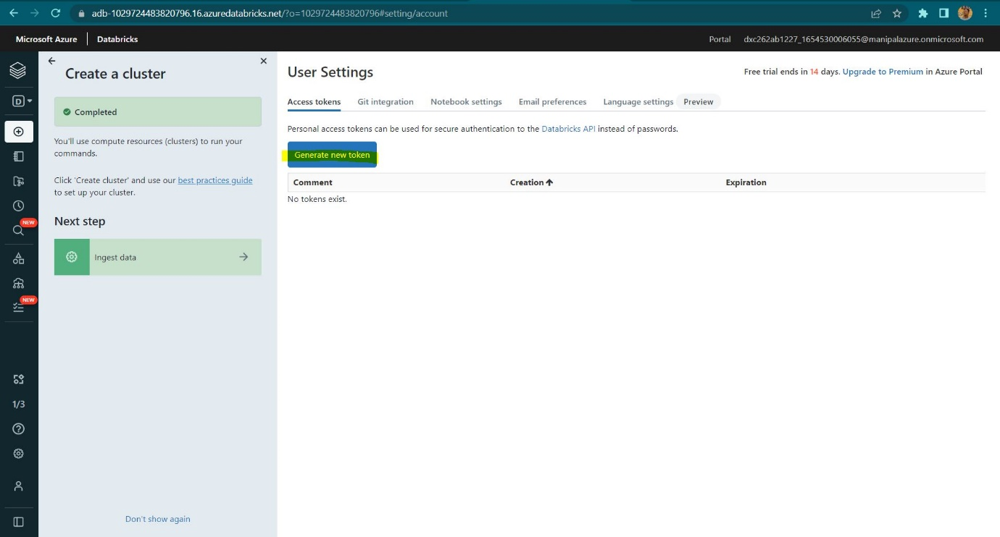 adb-1029724483820796.16.azuredatabricks.net/?o=1029724483820796#setting/account
Microsoft Azure Databricks
Portal dxc262ab1227_1654530006055@manipalazure.onmicrosoft.com
D
NEW
NEW
1/3
Create a cluster
Completed
You'll use compute resources (clusters) to run your
commands.
Click 'Create cluster' and use our best practices guide
to set up your cluster.
Next step
Ingest data
Don't show again
User Settings
Free trial ends in 14 days. Upgrade to Premium in Azure Portal
Access tokens Git integration Notebook settings Email preferences Language settings Preview
Personal access tokens can be used for secure authentication to the Databricks API instead of passwords.
Generate new token
Comment Creation Expiration
No tokens exist.